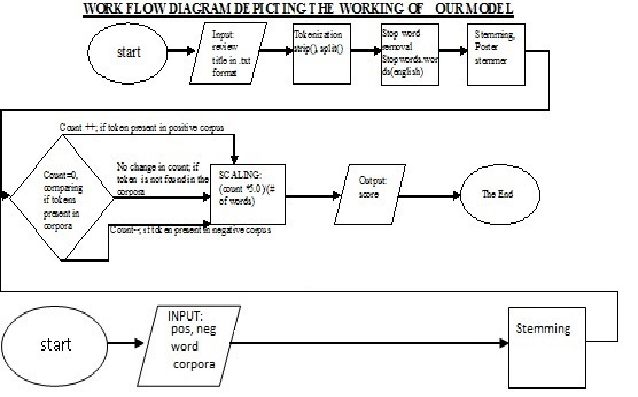 WORK FLOW DIAGRAM DEPICTING THE WORKING OF OUR MODEL
start
Input:
review
title in .txt
format
Tokenization
strip(), split()
Stop word
removal
Stopwords.wor
ds(english)
Stemming,
Porter
stemmer
Count ++; if token present in positive corpus
Count=0,
comparing
if tokens
present in
corpora
No change in count, if
token is not found in the
corpora
Count--; if token present in negative corpus
SCALING:
(count *5.0)/(#
of words)
Output:
score
The End
start
INPUT:
pos, neg
word
corpora
Stemming